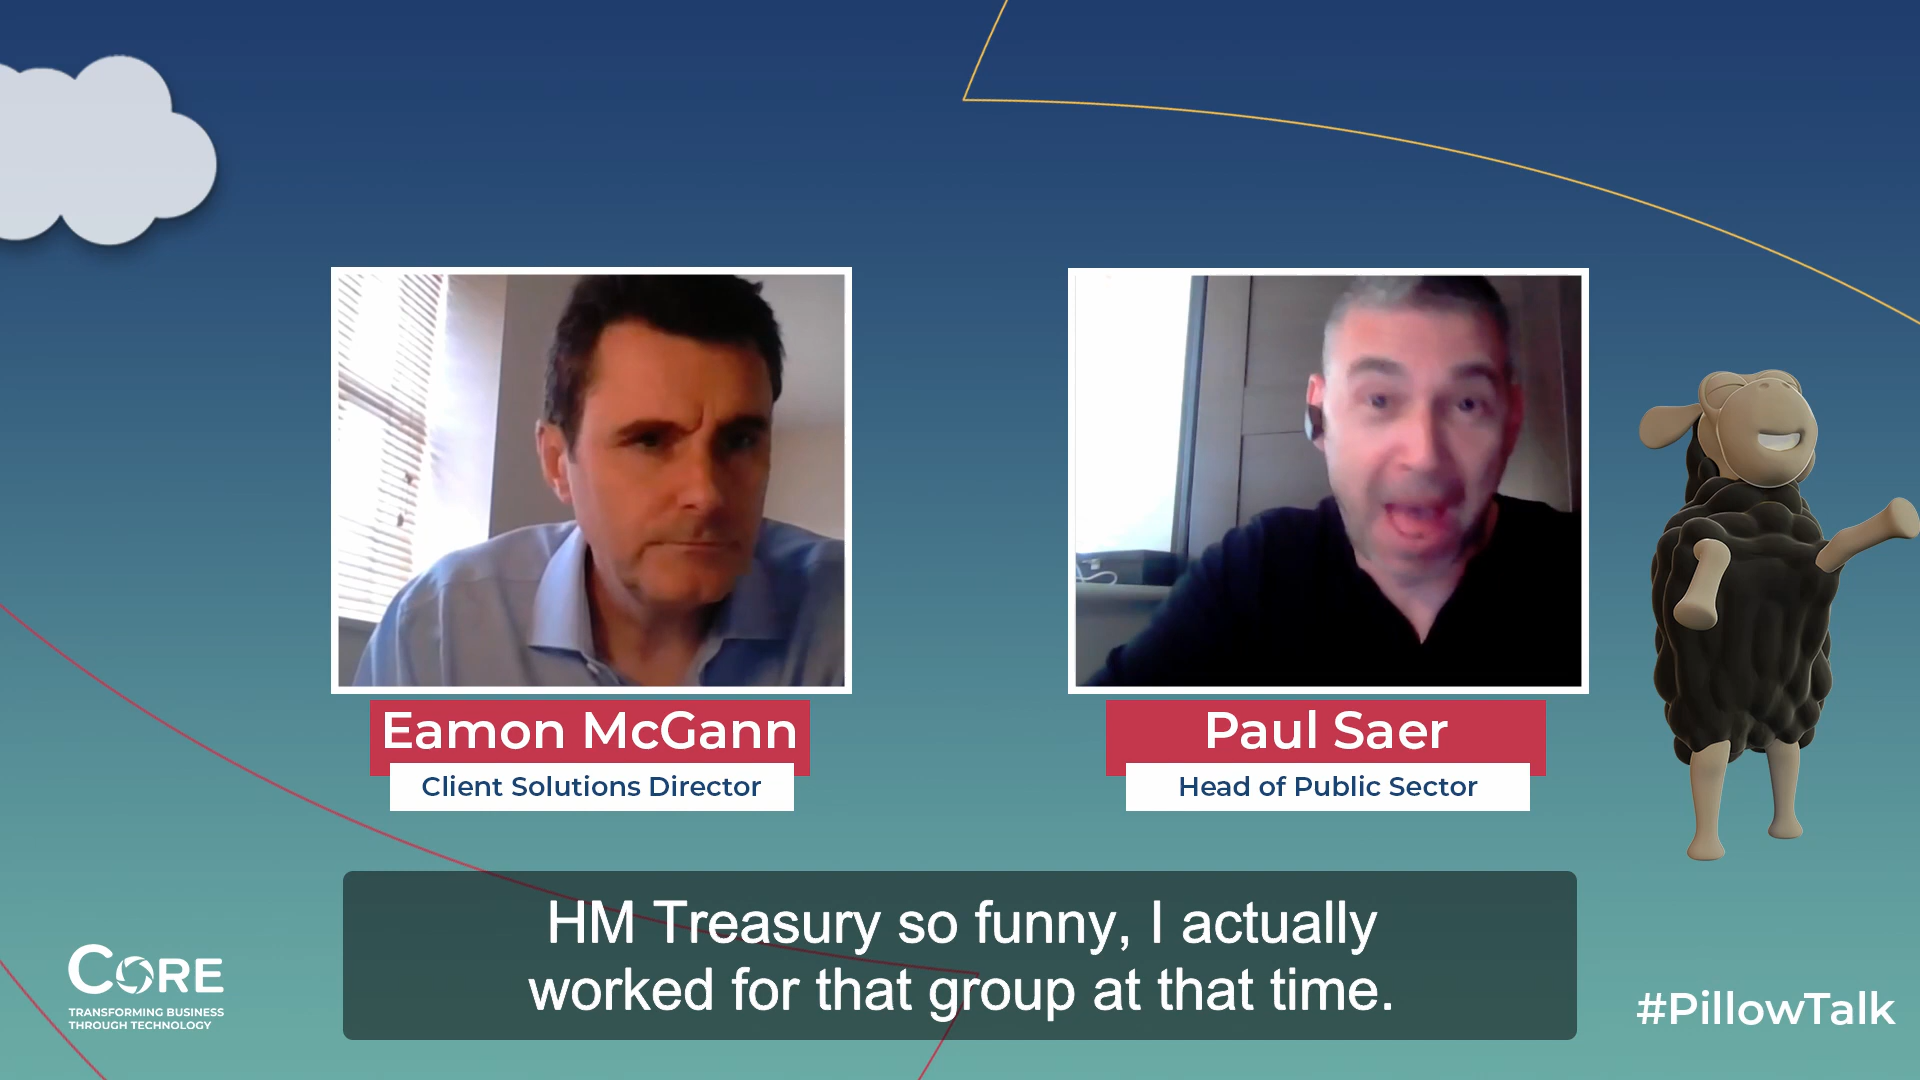 Eamon McGann
Client Solutions Director
Paul Saer
Head of Public Sector
HM Treasury so funny, I actually
worked for that group at that time.
CORE
TRANSFORMING BUSINESS
THROUGH TECHNOLOGY
#PillowTalk